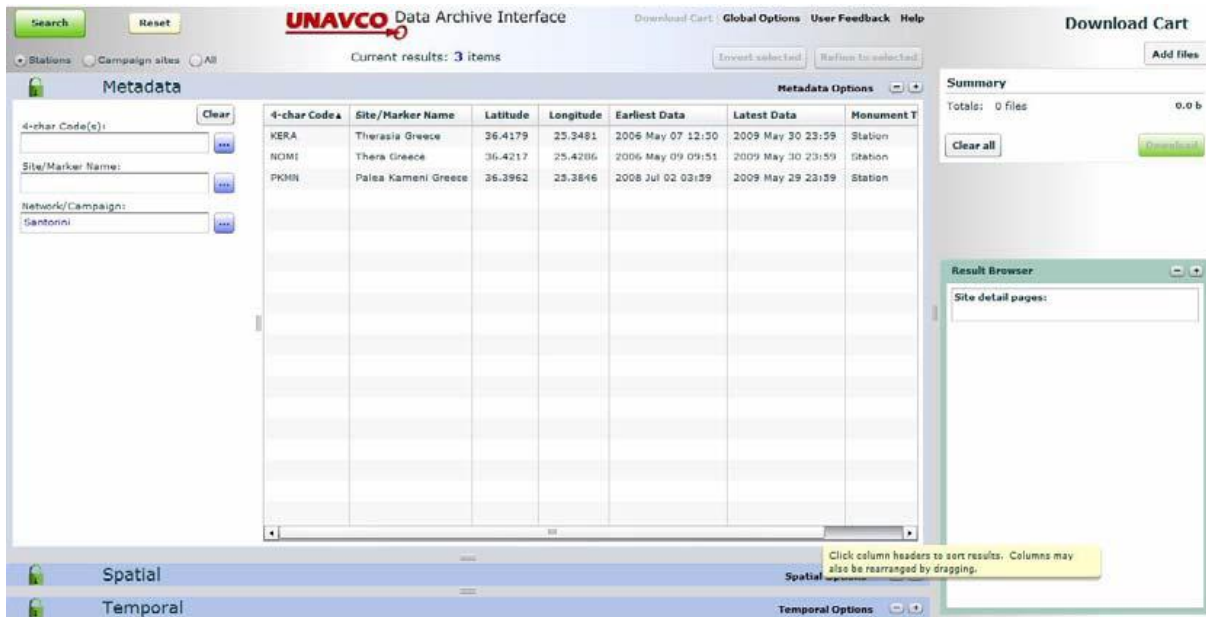 Search Reset UNAVCO Data Archive Interface Download Cart Global Options User Feedback Help Download Cart
Stations Campaign sites All Current results: 3 items Invert selected Refine to selected Add files
Metadata Metadata Options
Clear
4-char Code(s):
Site/Marker Name:
Network/Campaign:
Santorini
4-char Code Site/Marker Name Latitude Longitude Earliest Data Latest Data Monument T
KERA Therasia Greece 36.4179 25.3481 2006 May 07 12:50 2009 May 30 23:59 Station
NOMI Thera Greece 36.4217 25.4286 2006 May 09 09:51 2009 May 30 23:59 Station
PKMN Palea Kameni Greece 36.3962 25.3846 2008 Jul 02 03:59 2009 May 29 23:59 Station
Summary
Totals: 0 files 0.0 b
Clear all Download
Result Browser
Site detail pages:
Click column headers to sort results. Columns may
also be rearranged by dragging.
Spatial Spatial
Temporal Temporal Options